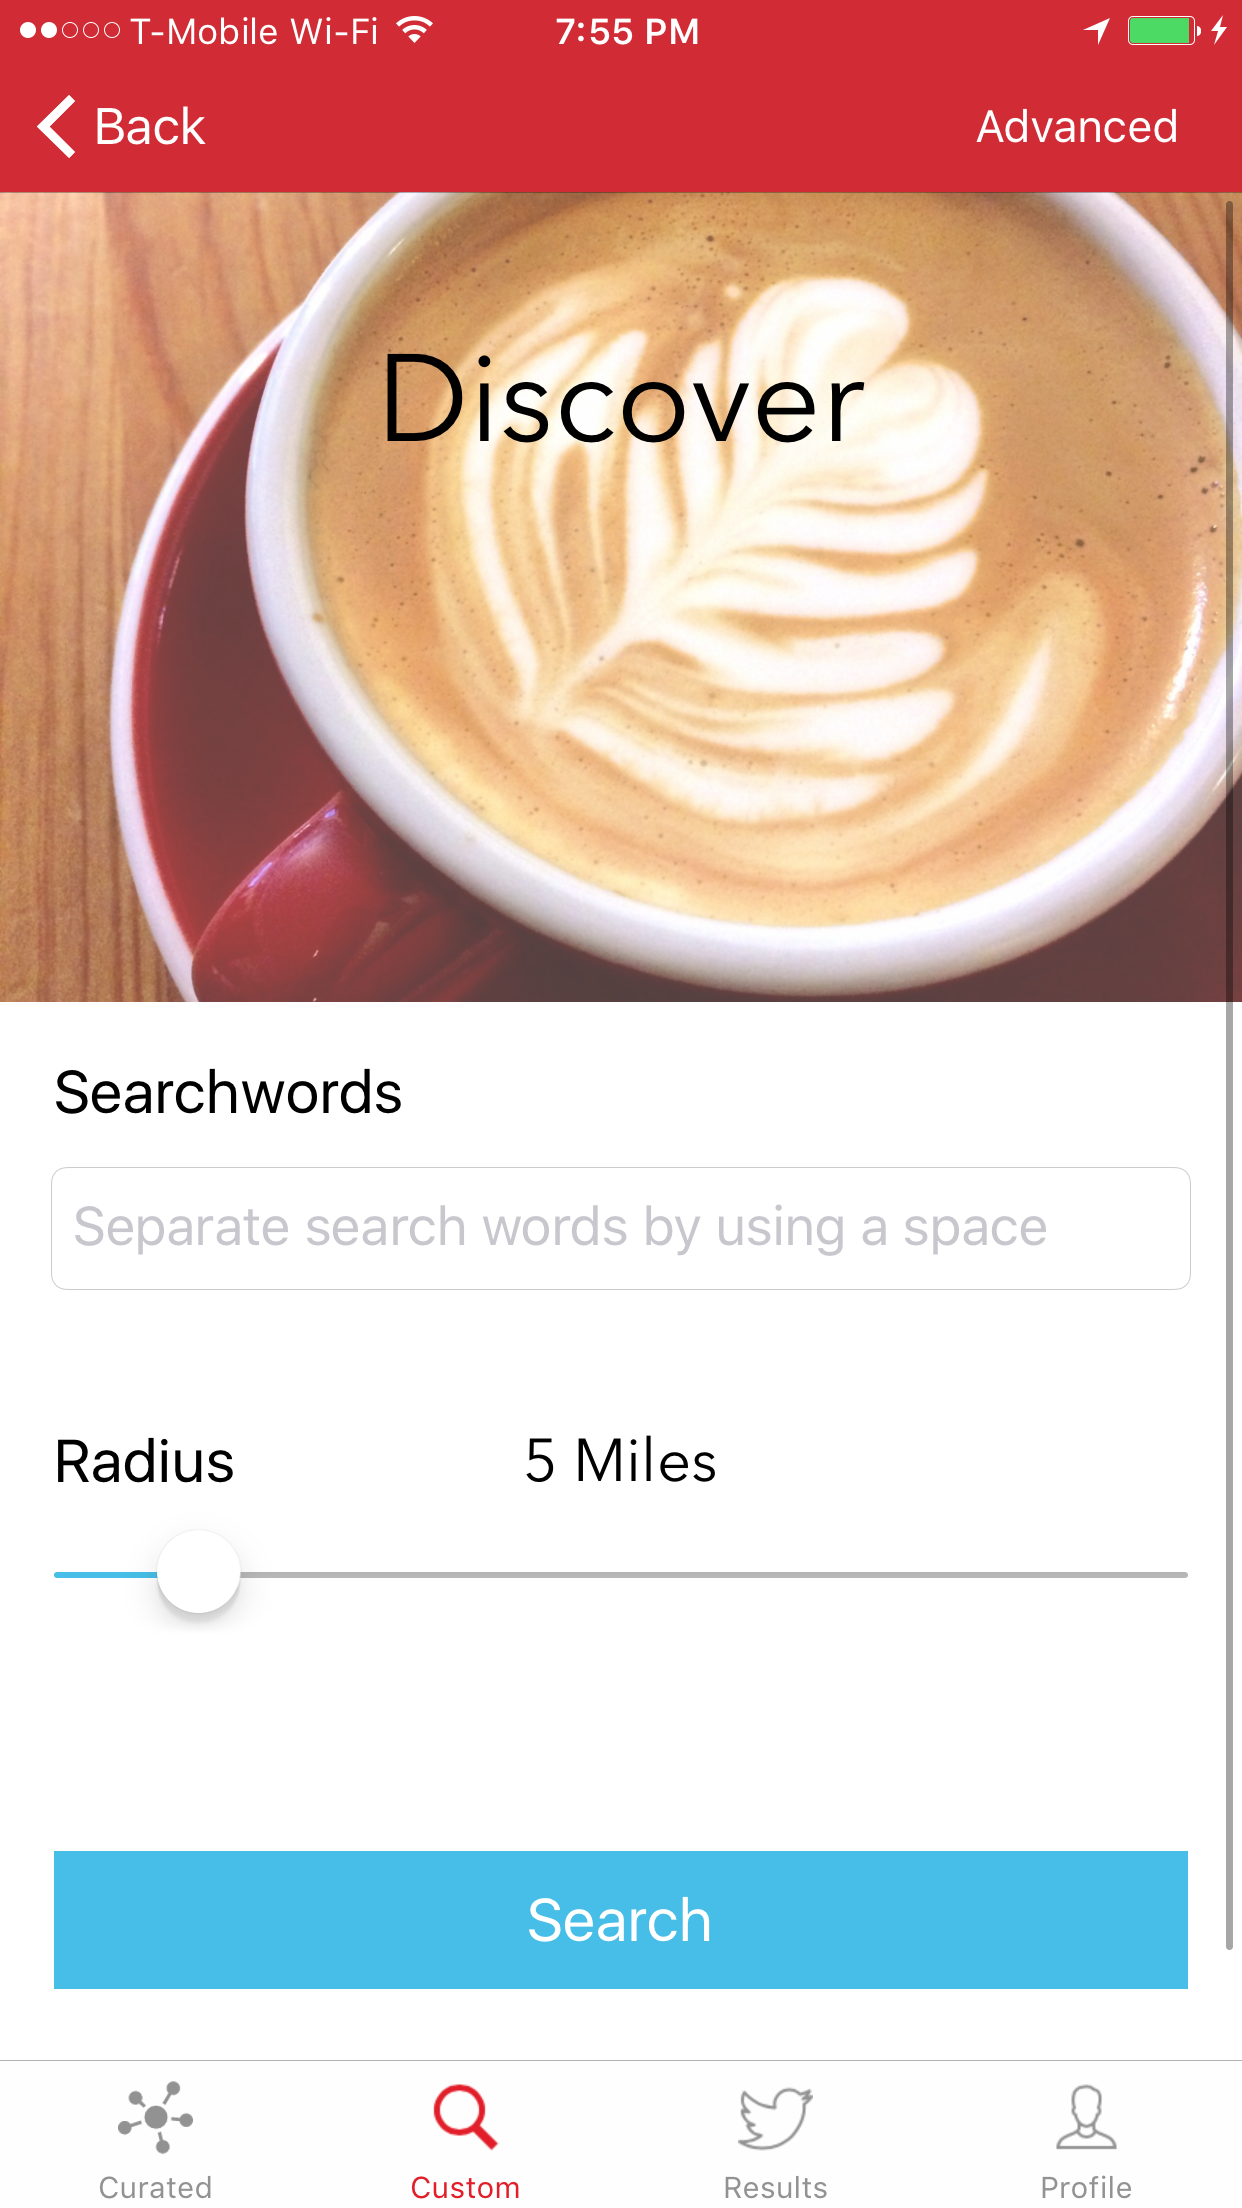 T-Mobile Wi-Fi 7:55 PM
Back Advanced
Discover
Searchwords
Separate search words by using a space
Radius 5 Miles
Search
Curated Custom Results Profile